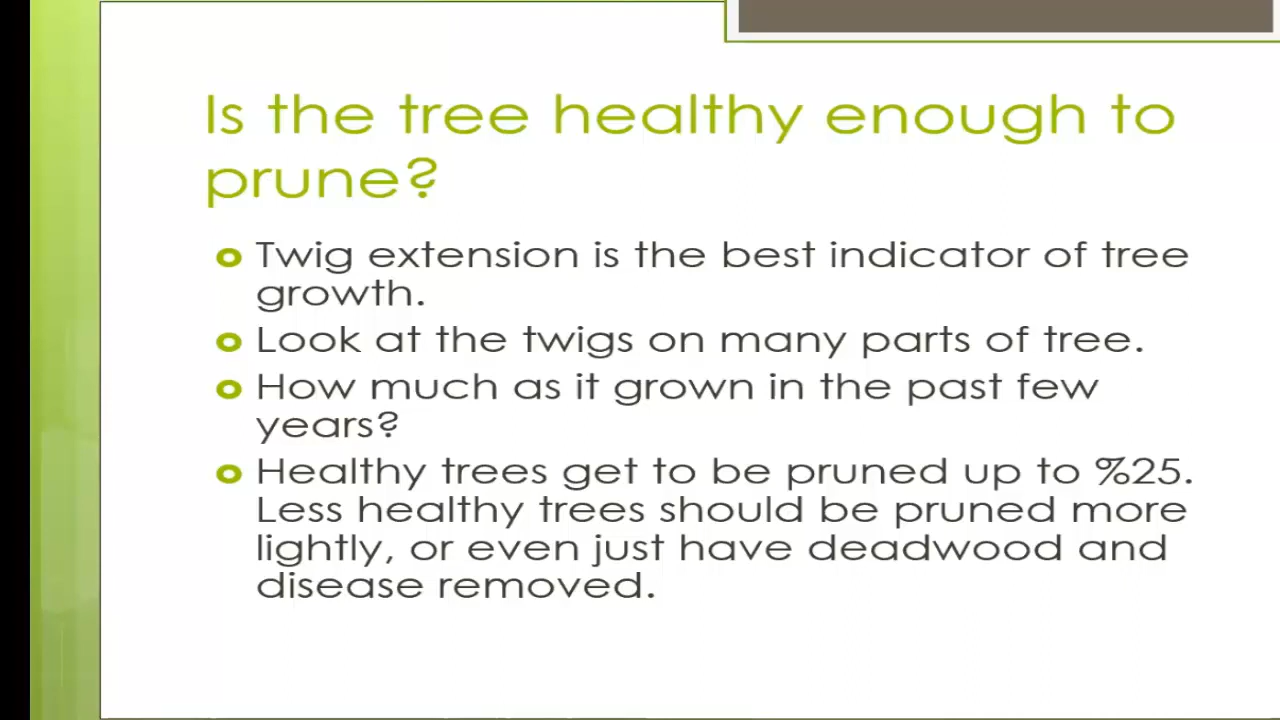 Is the tree healthy enough to
prune?
Twig extension is the best indicator of tree
growth.
Look at the twigs on many parts of tree.
How much as it grown in the past few
years?
Healthy trees get to be pruned up to %25.
Less healthy trees should be pruned more
lightly, or even just have deadwood and
disease removed.